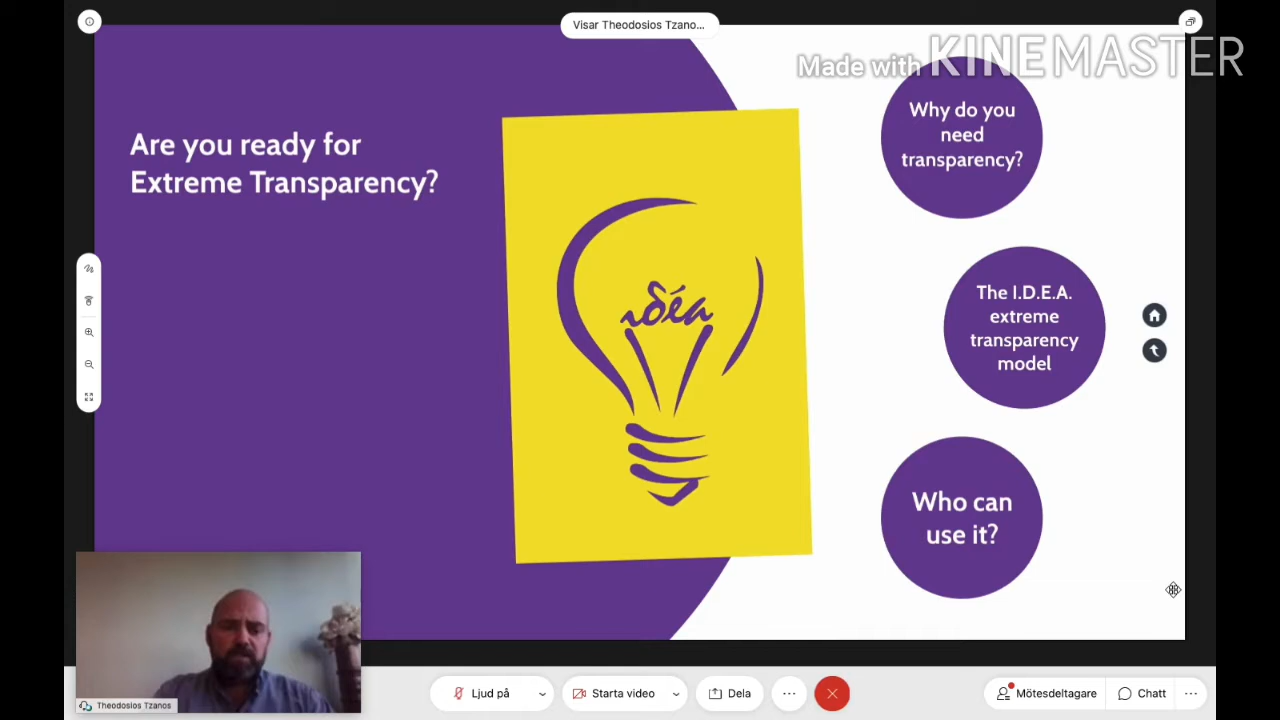 Visar Theodosios Tzano...
Made with KINEMASTER
Are you ready for
Extreme Transparency?
ιδέα
Why do you
need
transparency?
The I.D.E.A.
extreme
transparency
model
Who can
use it?
Theodosios Tzanos
Ljud på
Starta video
Dela
Mötesdeltagare
Chatt